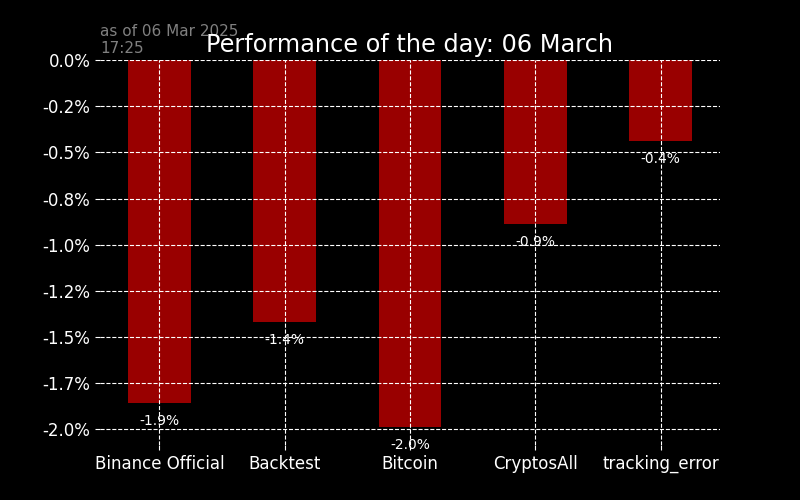 as of 06 Mar 2025
17:25
Performance of the day: 06 March
0.0%
-0.2%
-0.5%
-0.8%
-1.0%
-1.2%
-1.5%
-1.7%
-2.0%
-1.9%
-1.4%
-2.0%
-0.9%
-0.4%
Binance Official
Backtest
Bitcoin
CryptosAll
tracking_error